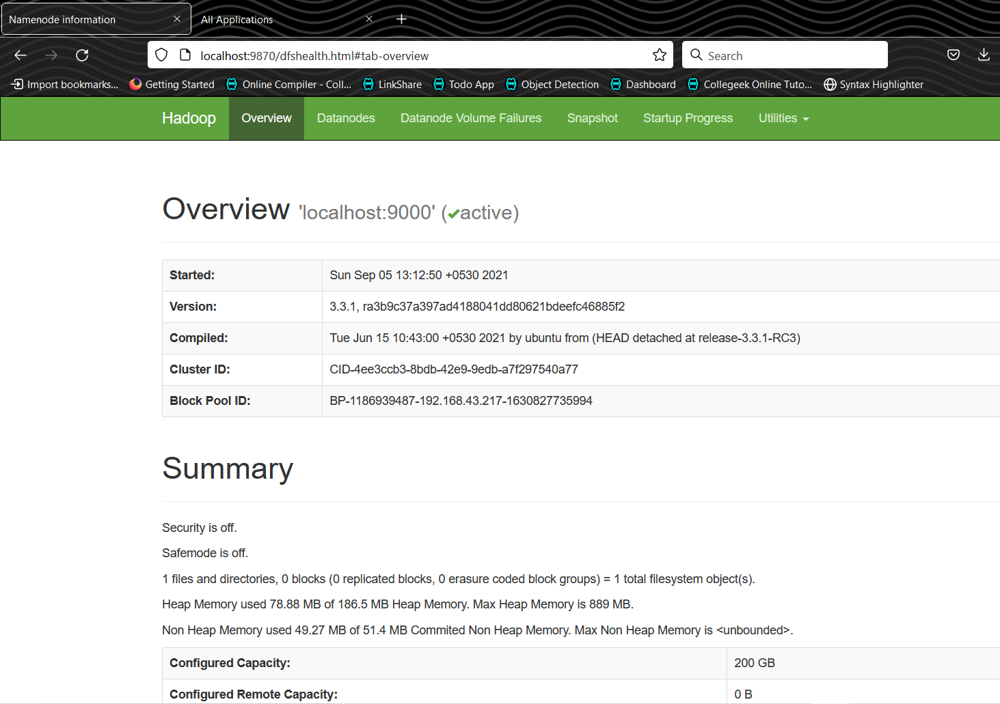 Namenode information
All Applications
localhost:9870/dfshealth.html#tab-overview
Search
Import bookmarks... Getting Started Online Compiler - Coll... LinkShare Todo App Object Detection Dashboard Collegeek Online Tuto... Syntax Highlighter
Hadoop Overview Datanodes Datanode Volume Failures Snapshot Startup Progress Utilities
Overview 'localhost:9000' (✔active)
Started: Sun Sep 05 13:12:50 +0530 2021
Version: 3.3.1, ra3b9c37a397ad4188041dd80621bdeefc46885f2
Compiled: Tue Jun 15 10:43:00 +0530 2021 by ubuntu from (HEAD detached at release-3.3.1-RC3)
Cluster ID: CID-4ee3ccb3-8bdb-42e9-9edb-a7f297540a77
Block Pool ID: BP-1186939487-192.168.43.217-1630827735994
Summary
Security is off.
Safemode is off.
1 files and directories, 0 blocks (0 replicated blocks, 0 erasure coded block groups) = 1 total filesystem object(s).
Heap Memory used 78.88 MB of 186.5 MB Heap Memory. Max Heap Memory is 889 MB.
Non Heap Memory used 49.27 MB of 51.4 MB Commited Non Heap Memory. Max Non Heap Memory is <unbounded>.
Configured Capacity: 200 GB
Configured Remote Capacity: 0 B